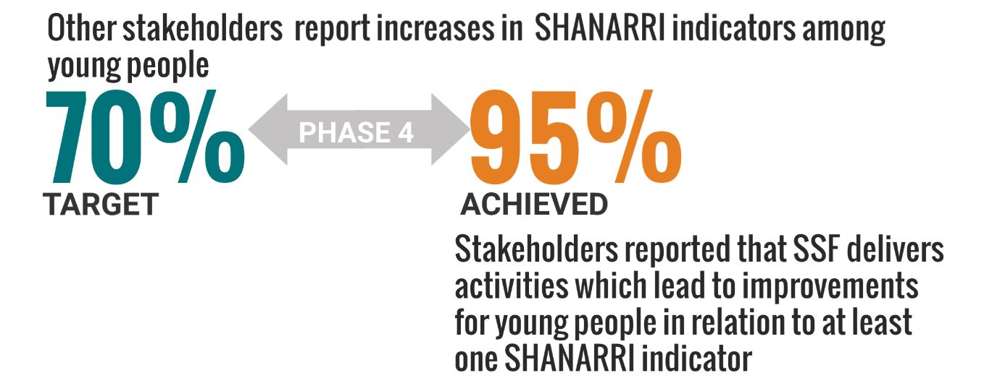 Other stakeholders report increases in SHANARRI indicators among
young people
70% PHASE 4 95%
TARGET ACHIEVED
Stakeholders reported that SSF delivers
activities which lead to improvements
for young people in relation to at least
one SHANARRI indicator